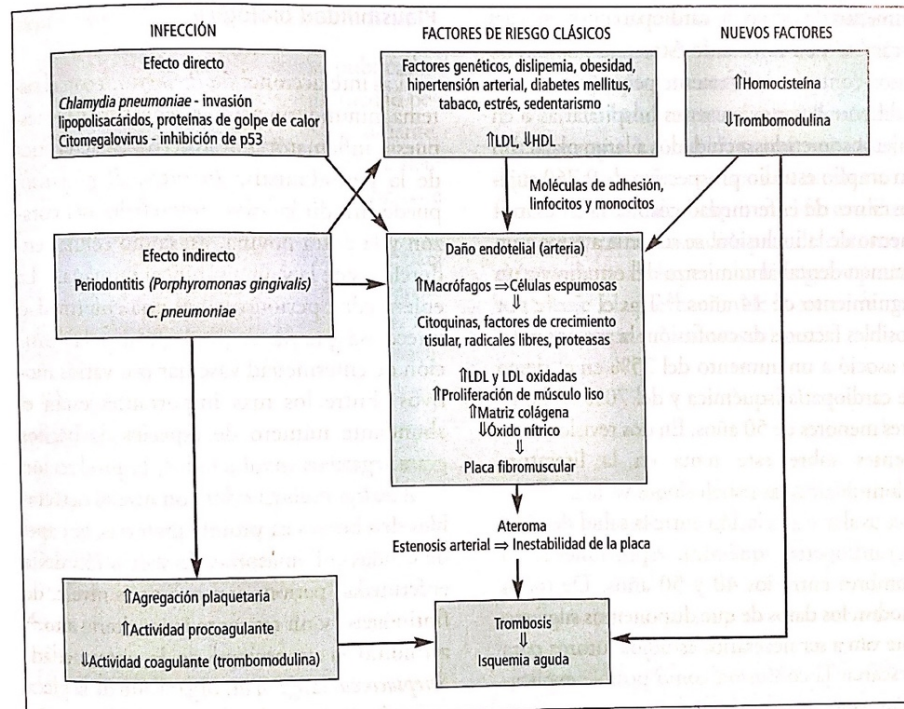 INFECCIÓN
Efecto directo
Chlamydia pneumoniae - invasión
lipopolisacáridos, proteínas de golpe de calor
Citomegalovirus - inhibición de p53
Efecto indirecto
Periodontitis (Porphyromonas gingivalis)
C. pneumoniae
⇑Agregación plaquetaria
⇑Actividad procoagulante
⇓Actividad coagulante (trombomodulina)
FACTORES DE RIESGO CLÁSICOS
Factores genéticos, dislipemia, obesidad,
hipertensión arterial, diabetes mellitus,
tabaco, estrés, sedentarismo
⇑LDL ⇓HDL
Moléculas de adhesión,
linfocitos y monocitos
Daño endotelial (arteria)
⇑Macrófagos ⇒ Células espumosas
⇓
Citoquinas, factores de crecimiento
tisular, radicales libres, proteasas
⇑LDL y LDL oxidadas
⇑Proliferación de músculo liso
⇑Matriz colágena
⇓Óxido nítrico
Placa fibromuscular
Ateroma
Estenosis arterial → Inestabilidad de la placa
Trombosis
⇓
Isquemia aguda
NUEVOS FACTORES
⇑Homocisteína
⇓Trombomodulina